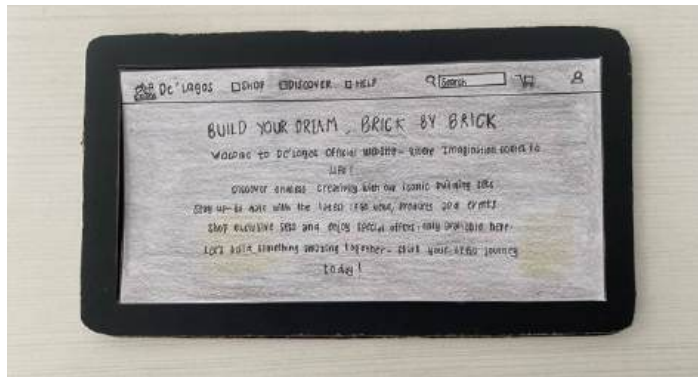 De'Lagos SHOP DISCOVER HELP Search
BUILD YOUR DREAM, BRICK BY BRICK
Welcome to De'Lagos Official Website - where Imagination comes to
LIFE!
Discover endless creativity with our iconic building sets
Stay up-to date with the latest news, products and events
Shop exclusive sets and enjoy special offers only available here.
Let's build something amazing together - start your journey
today!